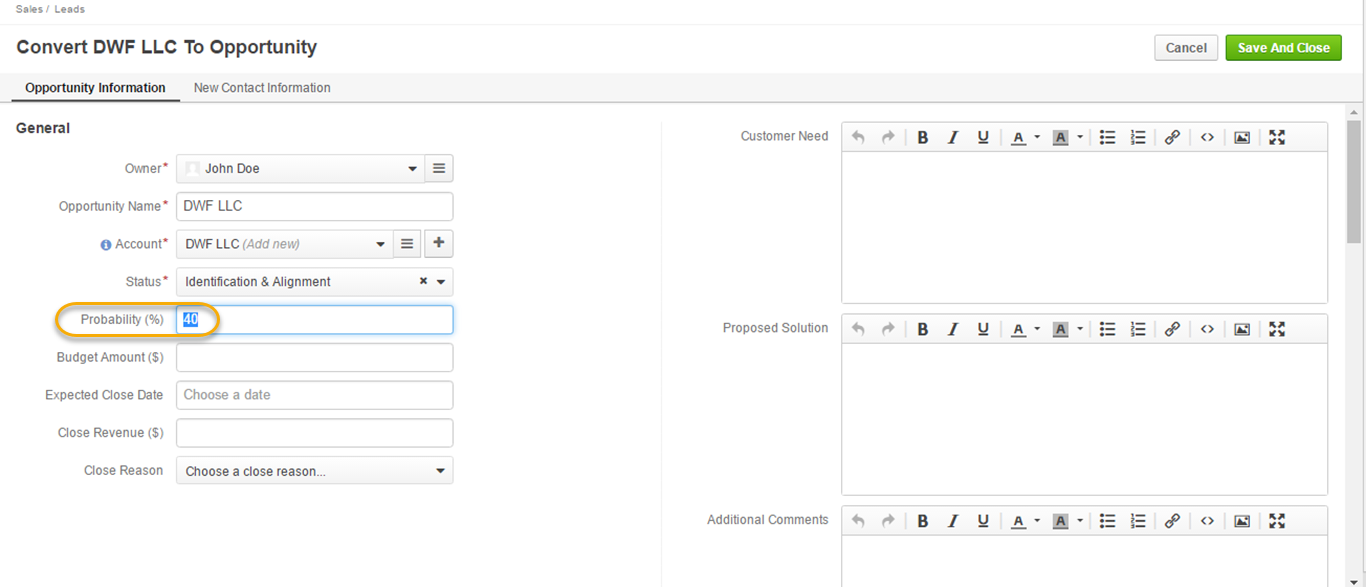 Sales / Leads
Convert DWF LLC To Opportunity
Cancel
Save And Close
Opportunity Information
New Contact Information
General
Owner*
John Doe
Opportunity Name*
DWF LLC
Account*
DWF LLC (Add new)
Status*
Identification & Alignment
Probability (%)
40
Budget Amount ($)
Expected Close Date
Choose a date
Close Revenue ($)
Close Reason
Choose a close reason...
Customer Need
B I U A A
Proposed Solution
B I U A A
Additional Comments
B I U A A